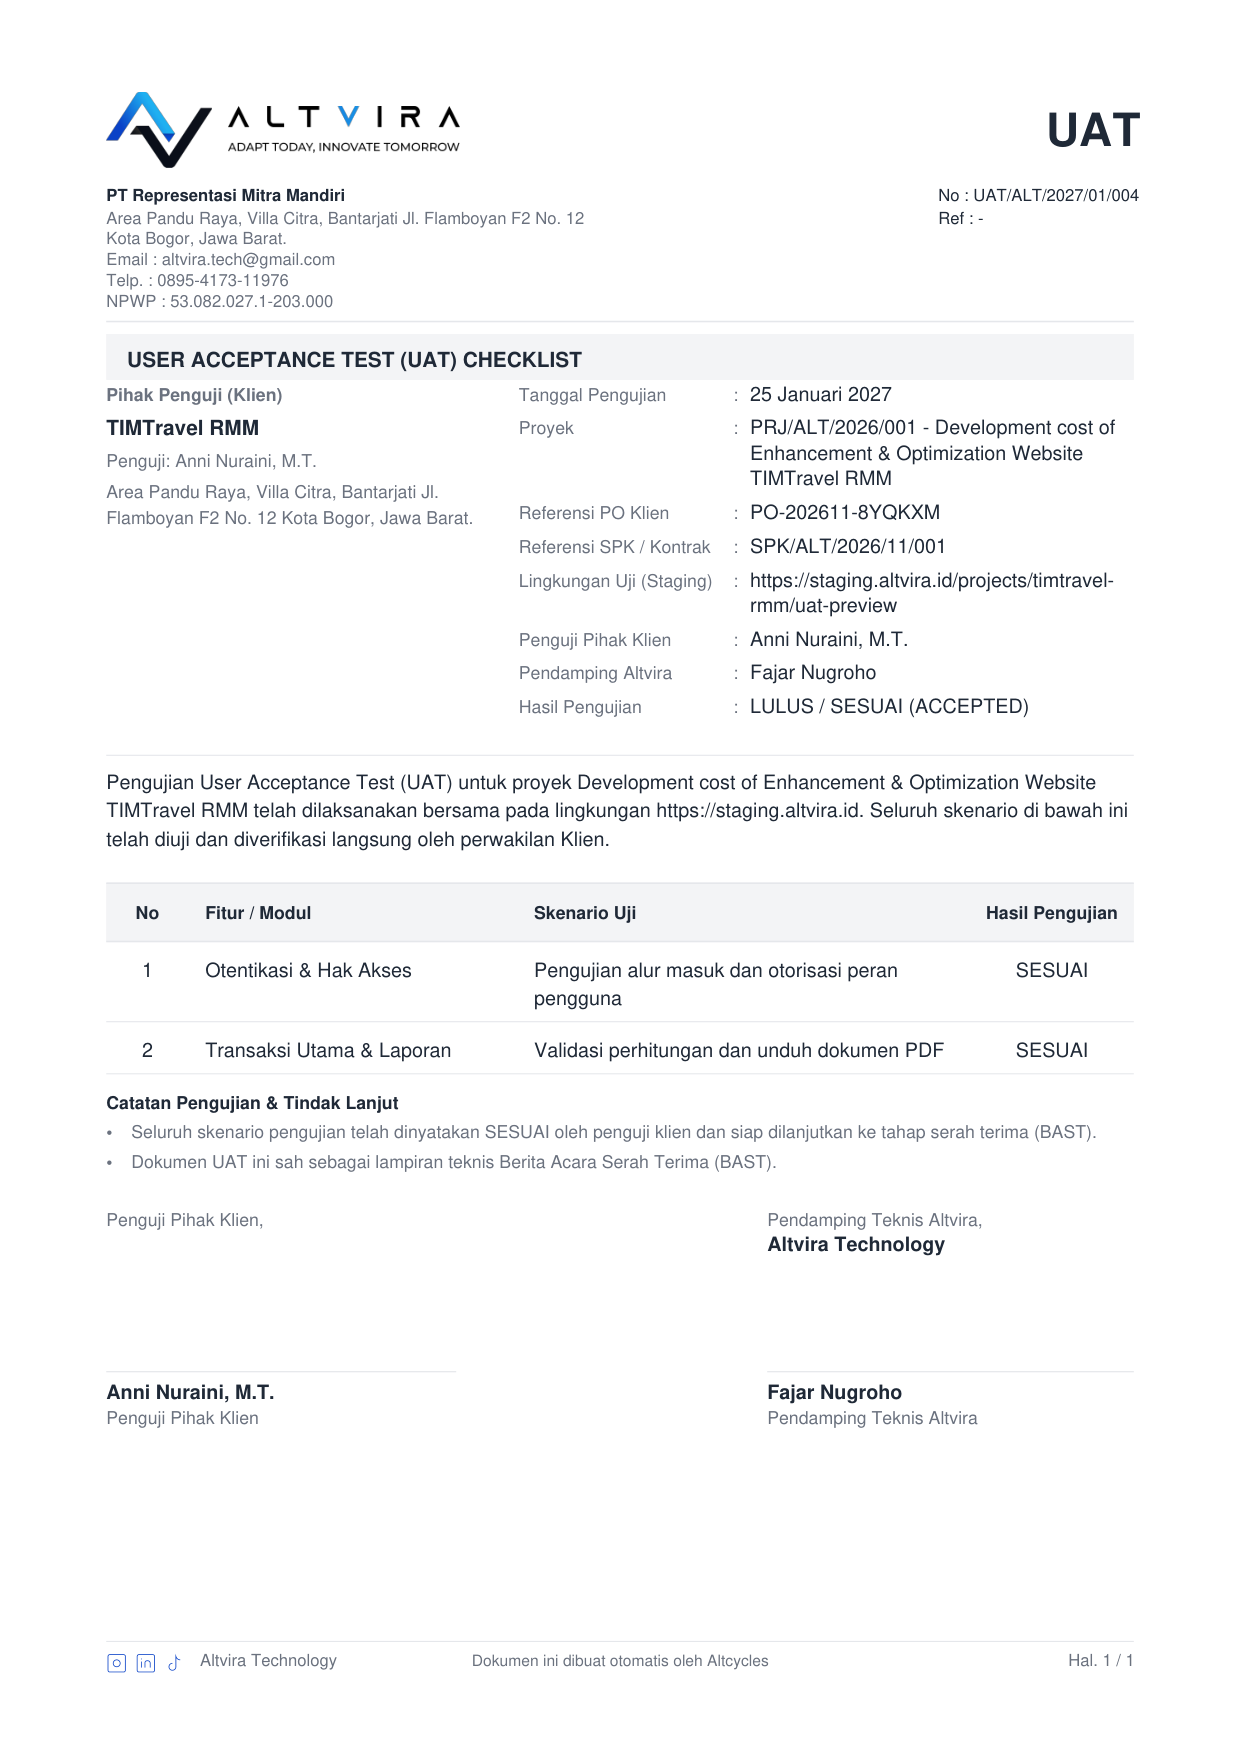 ALTVIRA
ADAPT TODAY, INNOVATE TOMORROW
UAT
PT Representasi Mitra Mandiri
Area Pandu Raya, Villa Citra, Bantarjati Jl. Flamboyan F2 No. 12
Kota Bogor, Jawa Barat.
Email : altvira.tech@gmail.com
Telp. : 0895-4173-11976
NPWP : 53.082.027.1-203.000
No : UAT/ALT/2027/01/004
Ref : -
USER ACCEPTANCE TEST (UAT) CHECKLIST
Pihak Penguji (Klien)
TIMTravel RMM
Penguji: Anni Nuraini, M.T.
Area Pandu Raya, Villa Citra, Bantarjati Jl.
Flamboyan F2 No. 12 Kota Bogor, Jawa Barat.
Tanggal Pengujian : 25 Januari 2027
Proyek : PRJ/ALT/2026/001 - Development cost of
Enhancement & Optimization Website
TIMTravel RMM
Referensi PO Klien : PO-202611-8YQKXM
Referensi SPK / Kontrak : SPK/ALT/2026/11/001
Lingkungan Uji (Staging) : https://staging.altvira.id/projects/timtravel-
rmm/uat-preview
Penguji Pihak Klien : Anni Nuraini, M.T.
Pendamping Altvira : Fajar Nugroho
Hasil Pengujian : LULUS / SESUAI (ACCEPTED)
Pengujian User Acceptance Test (UAT) untuk proyek Development cost of Enhancement & Optimization Website
TIMTravel RMM telah dilaksanakan bersama pada lingkungan https://staging.altvira.id. Seluruh skenario di bawah ini
telah diuji dan diverifikasi langsung oleh perwakilan Klien.
No Fitur / Modul Skenario Uji Hasil Pengujian
1 Otentikasi & Hak Akses Pengujian alur masuk dan otorisasi peran SESUAI
pengguna
2 Transaksi Utama & Laporan Validasi perhitungan dan unduh dokumen PDF SESUAI
Catatan Pengujian & Tindak Lanjut
• Seluruh skenario pengujian telah dinyatakan SESUAI oleh penguji klien dan siap dilanjutkan ke tahap serah terima (BAST).
• Dokumen UAT ini sah sebagai lampiran teknis Berita Acara Serah Terima (BAST).
Penguji Pihak Klien,
Pendamping Teknis Altvira,
Altvira Technology
Anni Nuraini, M.T.
Penguji Pihak Klien
Fajar Nugroho
Pendamping Teknis Altvira
in Altvira Technology Dokumen ini dibuat otomatis oleh Altcycles Hal. 1 / 1